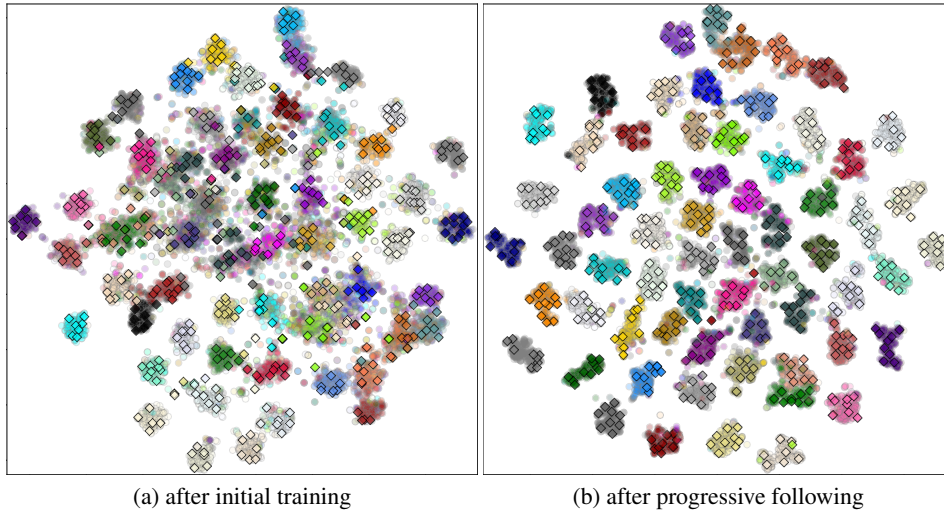 (a) after initial training
(b) after progressive following